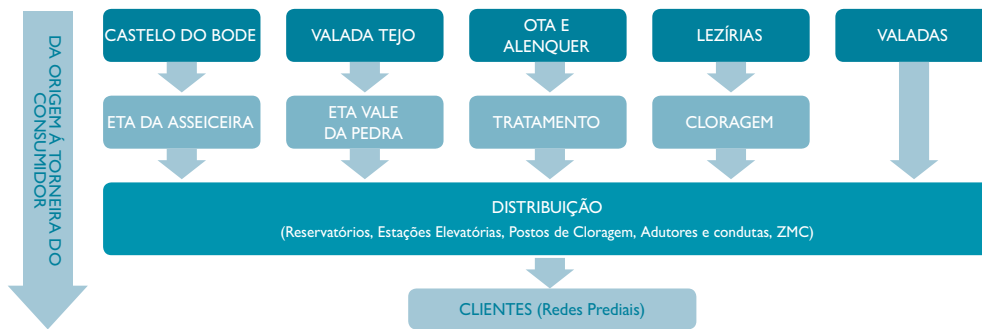 DA ORIGEM Á TORNEIRA DO
CONSUMIDOR
CASTELO DO BODE
VALADA TEJO
OTA E
ALENQUER
LEZÍRIAS
VALADAS
ETA DA ASSEICEIRA
ETA VALE
DA PEDRA
TRATAMENTO
CLORAGEM
DISTRIBUIÇÃO
(Reservatórios, Estações Elevatórias, Postos de Cloragem, Adutores e condutas, ZMC)
CLIENTES (Redes Prediais)